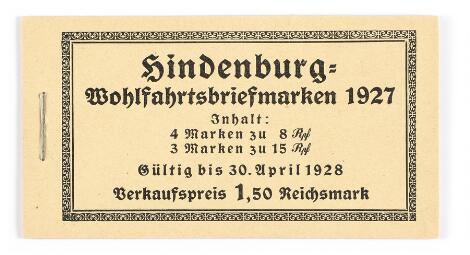 Hindenburg=
Wohlfahrtsbriefmarken 1927
Inhalt:
4 Marken zu 8 Rpf
3 Marken zu 15 Rpf
Gültig bis 30. April 1928
Verkaufspreis 1,50 Reichsmark